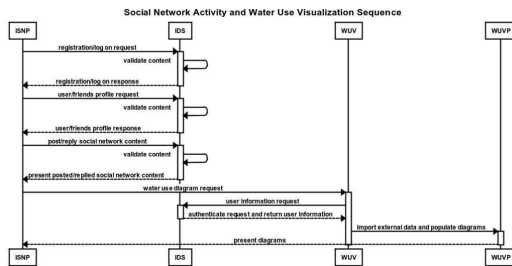 Social Network Activity and Water Use Visualization Sequence
ISNP IDS WUV WUVP
registration/log on request
validate content
registration/log on response
user/friends profile request
validate content
user/friends profile response
post/reply social network content
validate content
present posted/replied social network content
water use diagram request
user information request
authenticate request and return user information
import external data and populate diagrams
present diagrams
ISNP IDS WUV WUVP